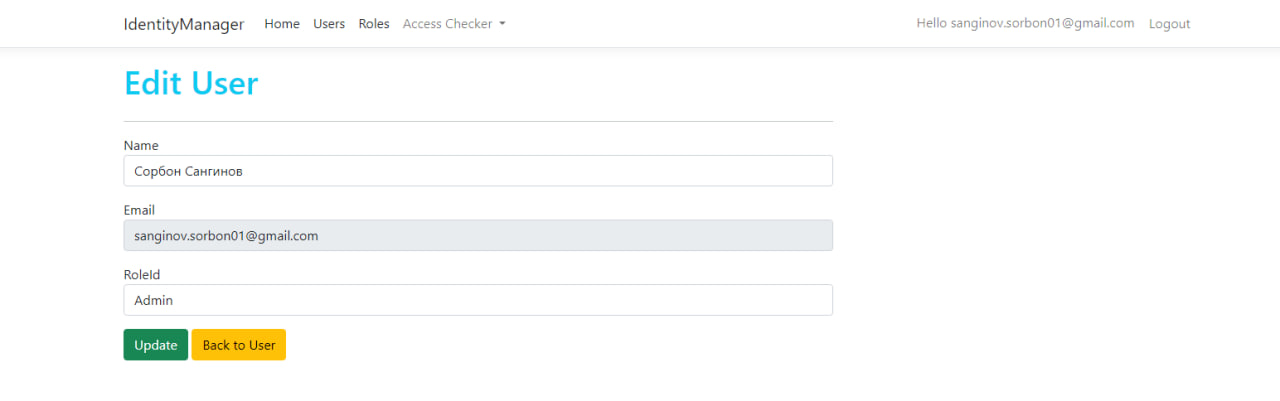 IdentityManager Home Users Roles Access Checker Hello sanginov.sorbon01@gmail.com Logout
Edit User
Name
Сорбон Сангинов
Email
sanginov.sorbon01@gmail.com
RoleId
Admin
Update Back to User